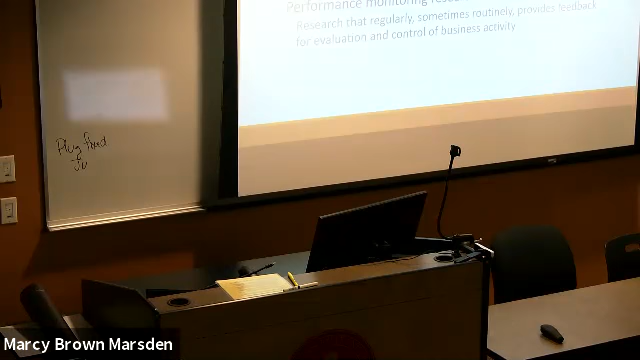 Performance monitoring
Research that regularly, sometimes routinely, provides feedback
for evaluation and control of business activity
Marcy Brown Marsden